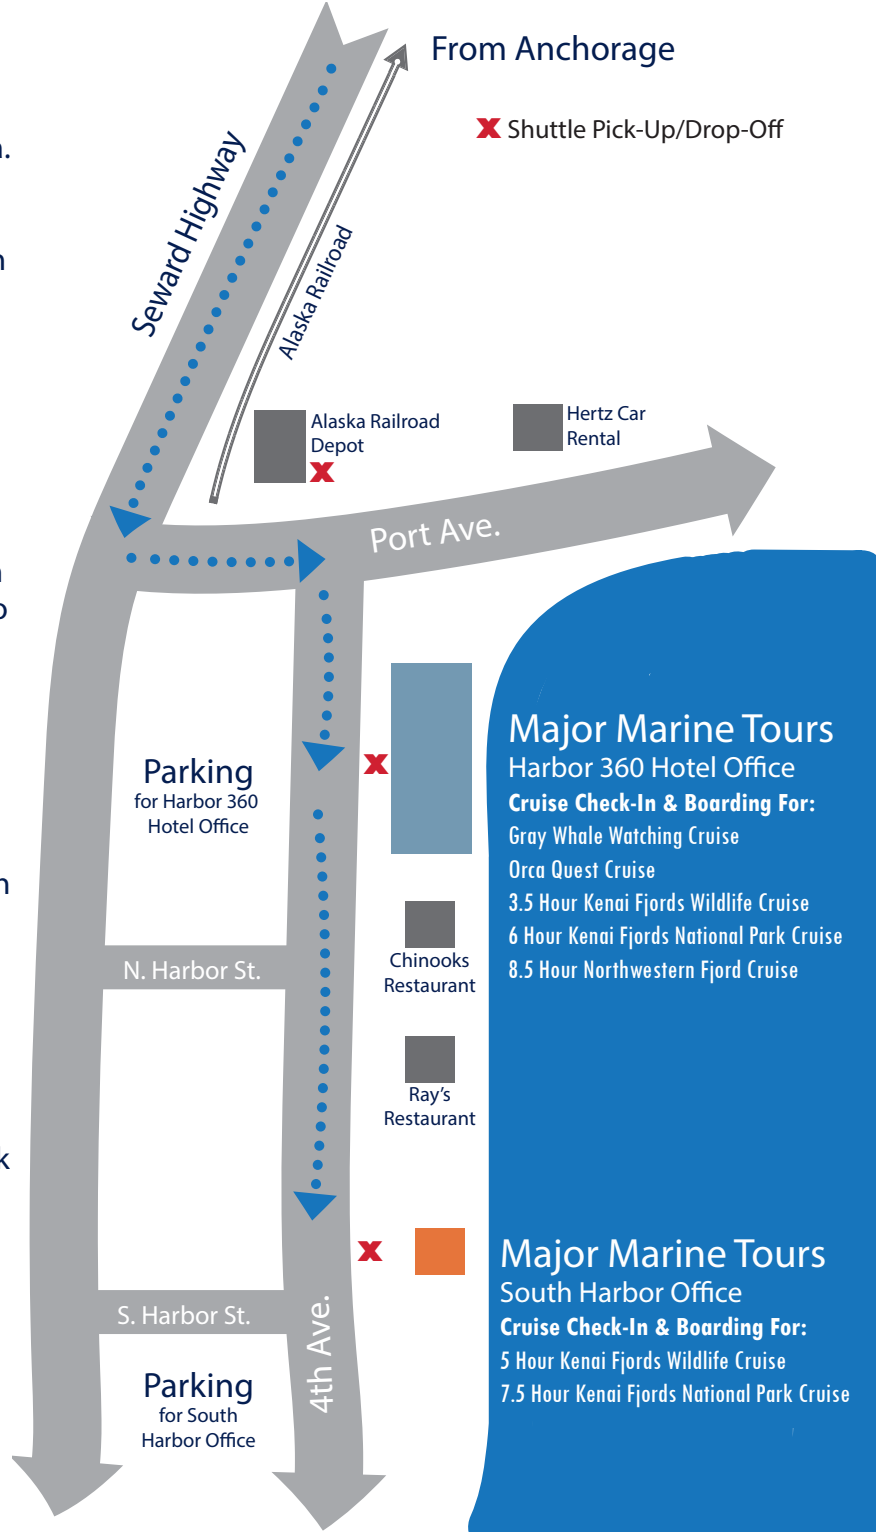 From Anchorage
Shuttle Pick-Up/Drop-Off
Seward Highway
Alaska Railroad
Alaska Railroad
Depot
Hertz Car
Rental
Port Ave.
Major Marine Tours
Harbor 360 Hotel Office
Cruise Check-In & Boarding For:
Gray Whale Watching Cruise
Orca Quest Cruise
3.5 Hour Kenai Fjords Wildlife Cruise
6 Hour Kenai Fjords National Park Cruise
8.5 Hour Northwestern Fjord Cruise
Parking
for Harbor 360
Hotel Office
N. Harbor St.
Chinooks
Restaurant
Ray's
Restaurant
Major Marine Tours
South Harbor Office
Cruise Check-In & Boarding For:
5 Hour Kenai Fjords Wildlife Cruise
7.5 Hour Kenai Fjords National Park Cruise
S. Harbor St.
4th Ave.
Parking
for South
Harbor Office